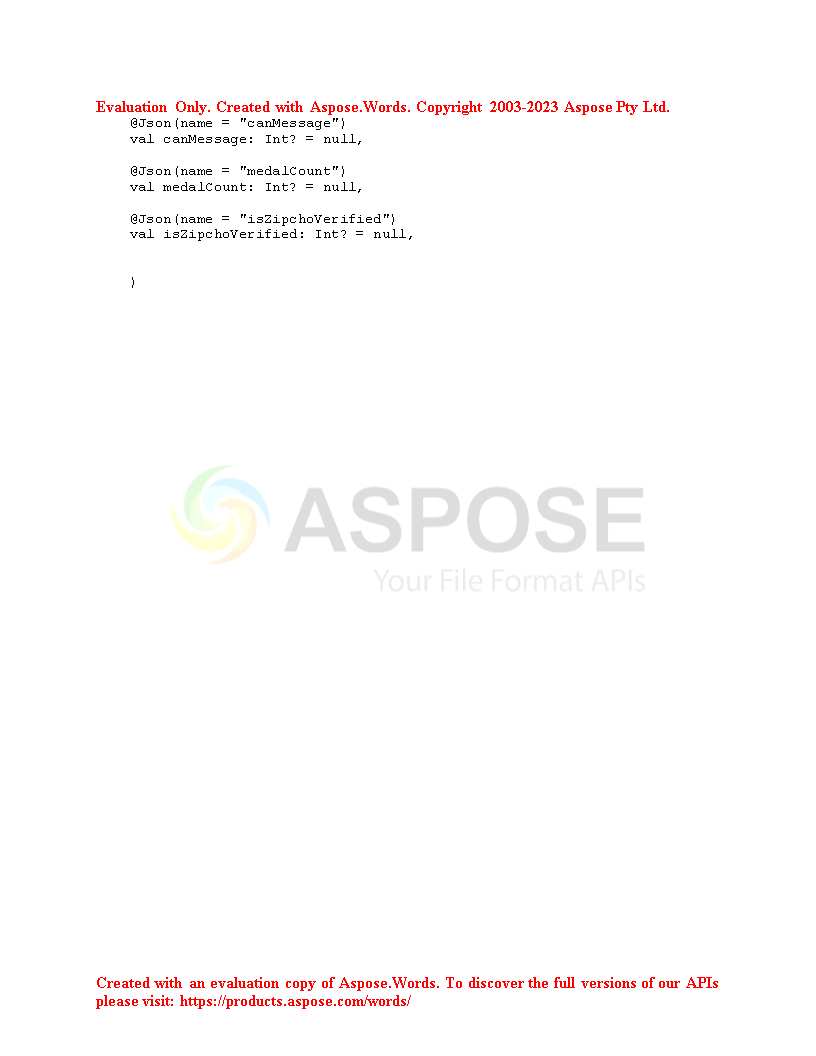 Evaluation Only. Created with Aspose.Words. Copyright 2003-2023 Aspose Pty Ltd.
@Json(name = "canMessage")
val canMessage: Int? = null,
@Json(name = "medalCount")
val medalCount: Int? = null,
@Json(name = "isZipchoVerified")
val isZipchoVerified: Int? = null,
)
ASPOSE
Your File Format APIs
Created with an evaluation copy of Aspose.Words. To discover the full versions of our APIs
please visit: https://products.aspose.com/words/